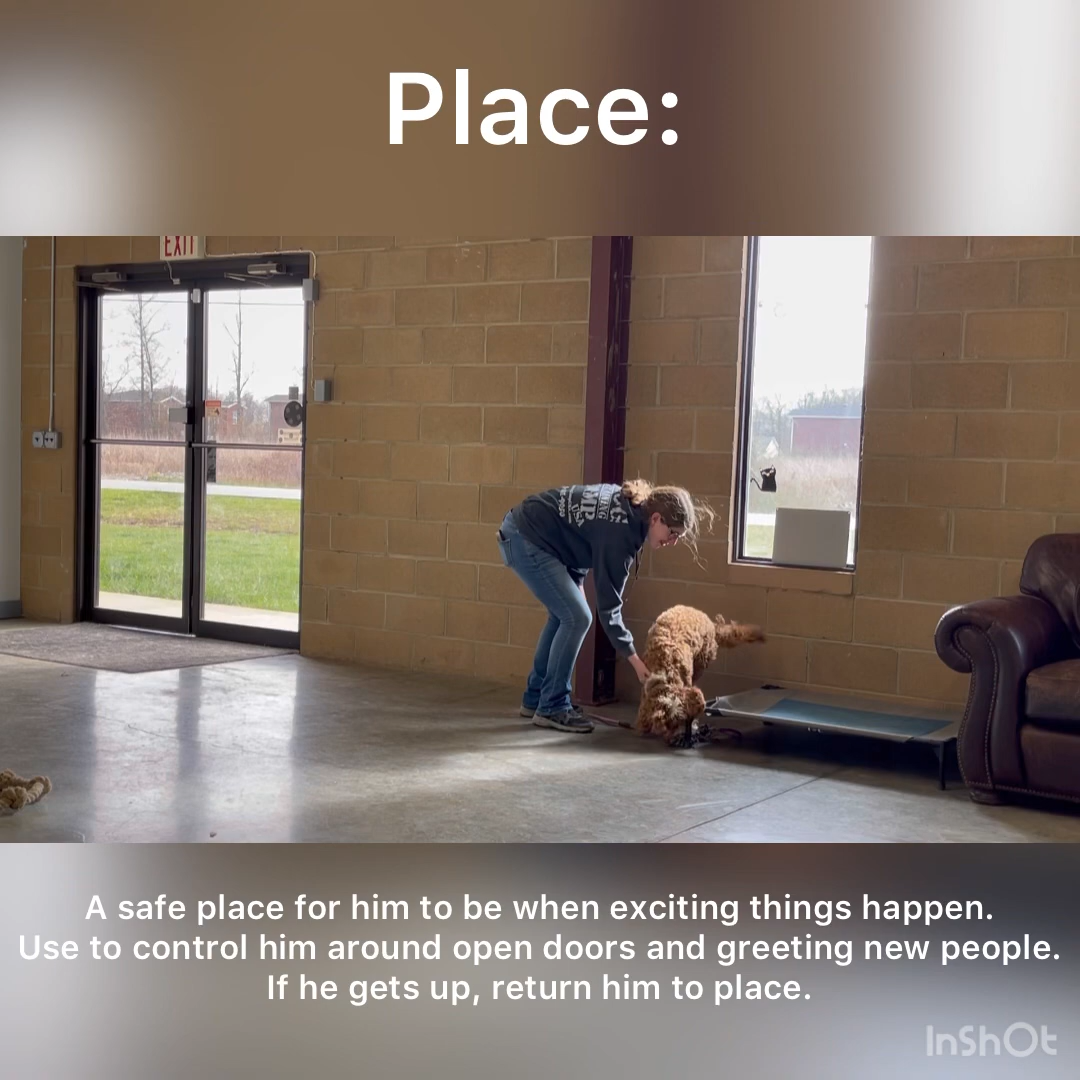 Place:
EXIT
A safe place for him to be when exciting things happen.
Use to control him around open doors and greeting new people.
If he gets up, return him to place.
InShOt